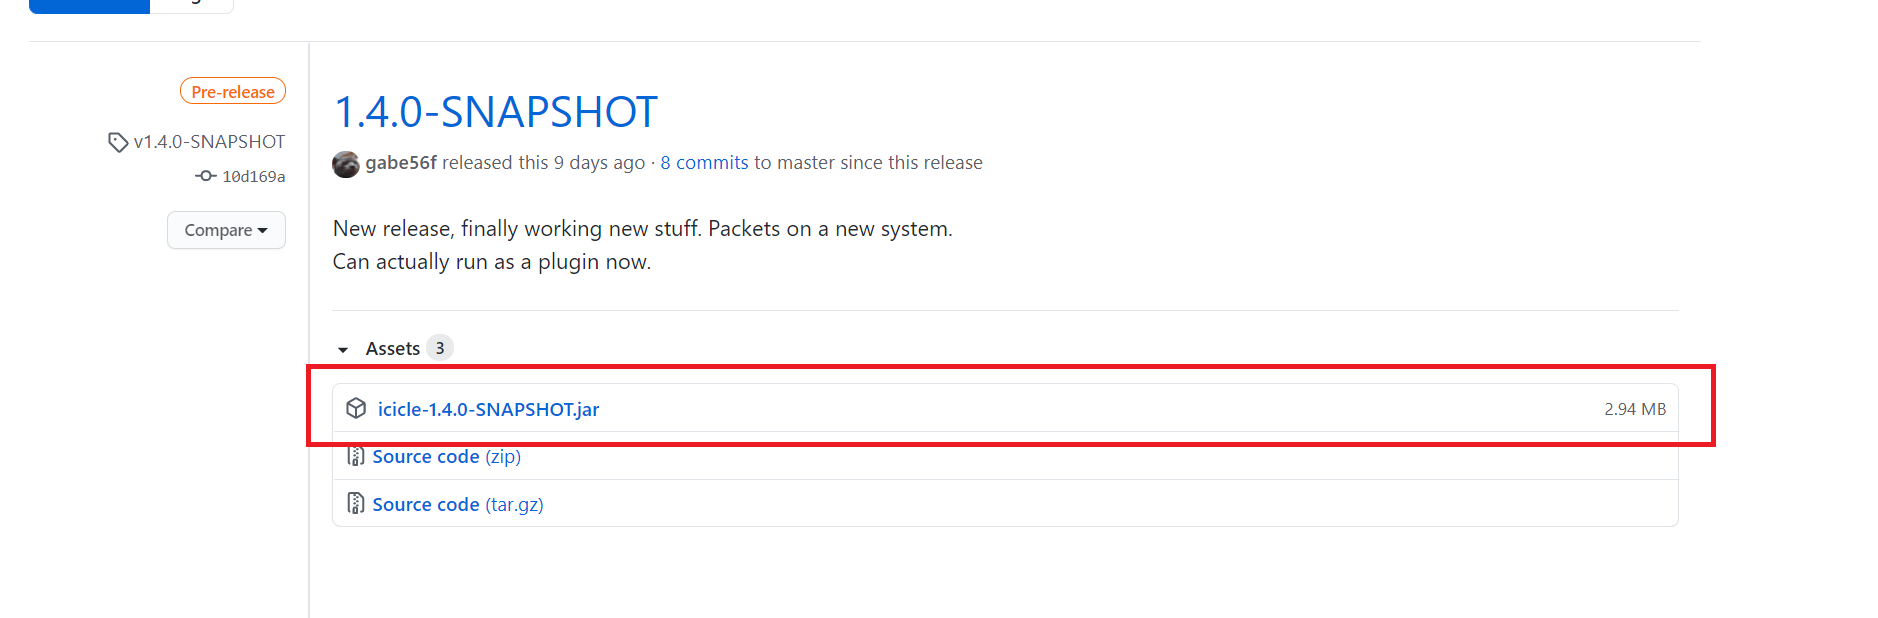 Pre-release
v1.4.0-SNAPSHOT
10d169a
Compare
1.4.0-SNAPSHOT
gabe56f released this 9 days ago · 8 commits to master since this release
New release, finally working new stuff. Packets on a new system.
Can actually run as a plugin now.
Assets 3
icicle-1.4.0-SNAPSHOT.jar 2.94 MB
Source code (zip)
Source code (tar.gz)